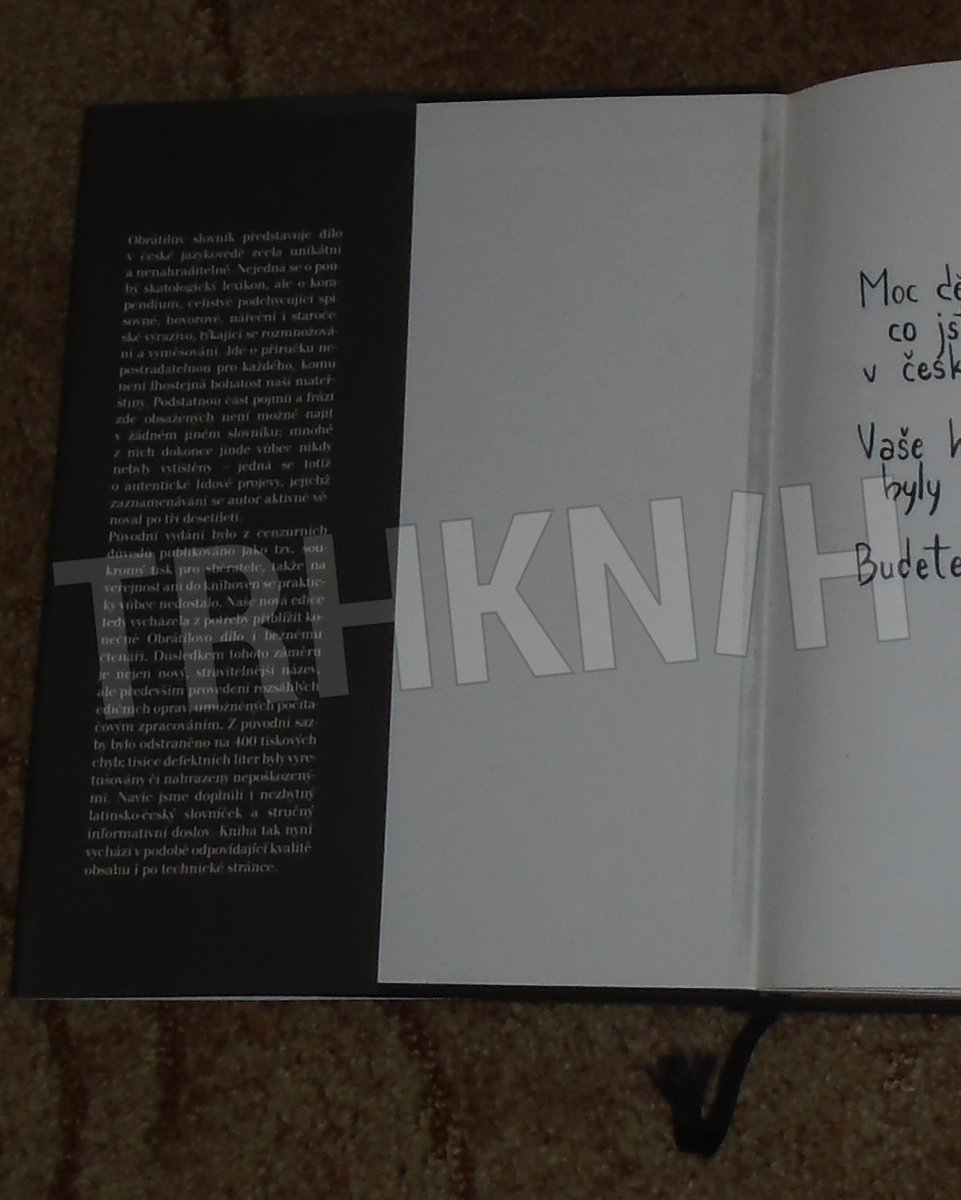 Obrátilův slovník představuje dílo
v české jazykovědě zcela unikátní
a nenahraditelné. Nejedná se o pou-
hý skatologický lexikon, ale o kom-
pendium, celistvě podchycující spi-
sovné, hovorové, nářeční i staroče-
ské výrazivo, týkající se rozmnožová-
ní a vyměšování. Jde o příručku ne-
postradatelnou pro každého, komu
není lhostejná bohatost naší mateř-
štiny. Podstatnou část pojmů a frází
zde obsažených není možné najít
v žádném jiném slovníku; mnohé
z nich dokonce jinde vůbec nikdy
nebyly vytištěny – jedná se totiž
o autentické lidové projevy, jejichž
zaznamenávání se autor aktivně vě-
noval po tři desetiletí.
Původní vydání bylo z cenzurních
důvodů publikováno jako tzv. sou-
kromý tisk pro sběratele, takže na
veřejnost ani do knihoven se praktic-
ky vůbec nedostalo. Naše nová edice
tedy vycházela z potřeby přiblížit ko-
nečně Obrátilovo dílo i běžnému
čtenáři. Důsledkem tohoto záměru
je nejen nový, stravitelnější název,
ale především provedení rozsáhlých
edičních oprav, umožněných počíta-
čovým zpracováním. Z původní saz-
by bylo odstraněno na 400 tiskových
chyb; tisíce defektních liter byly vyre-
tušovány či nahrazeny nepoškozený-
mi. Navíc jsme doplnili i nezbytný
latinsko-český slovníček a stručný
informativní doslov. Kniha tak nyní
vychází v podobě odpovídající kvalitě
obsahu i po technické stránce.
Moc dě
co jst
v česk
Vaše h
byly
Budete
TRHKNIH